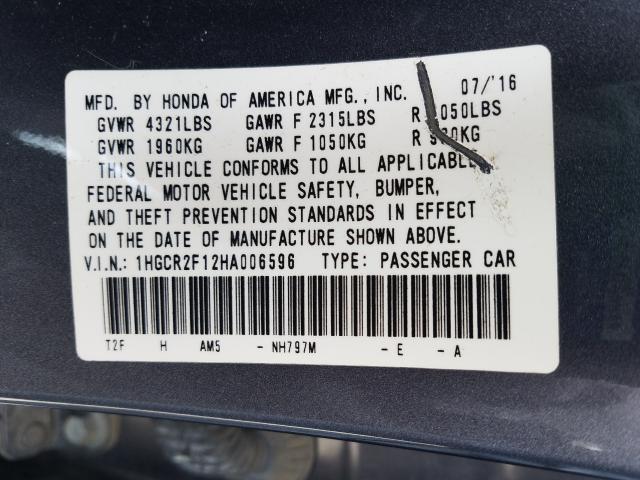 MFD. BY HONDA OF AMERICA MFG., INC. 07/'16
GVWR 4321LBS GAWR F 2315LBS R 050LBS
GVWR 1960KG GAWR F 1050KG R
THIS VEHICLE CONFORMS TO ALL APPLICABLE
FEDERAL MOTOR VEHICLE SAFETY, BUMPER,
AND THEFT PREVENTION STANDARDS IN EFFECT
ON THE DATE OF MANUFACTURE SHOWN ABOVE.
V.I.N.: 1HGCR2F12HA006596 TYPE: PASSENGER CAR
T2F H AM5 - NH797M - E - A